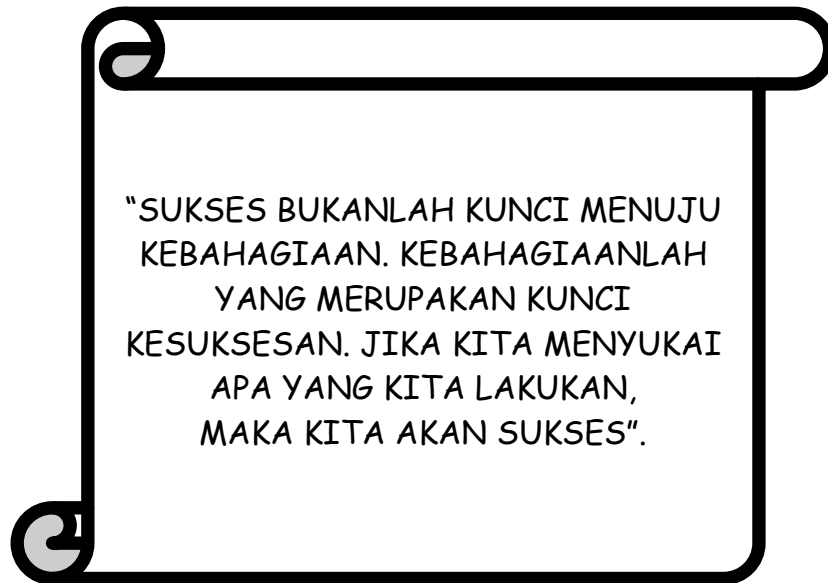 “SUKSES BUKANLAH KUNCI MENUJU
KEBAHAGIAAN. KEBAHAGIAANLAH
YANG MERUPAKAN KUNCI
KESUKSESAN. JIKA KITA MENYUKAI
APA YANG KITA LAKUKAN,
MAKA KITA AKAN SUKSES”.